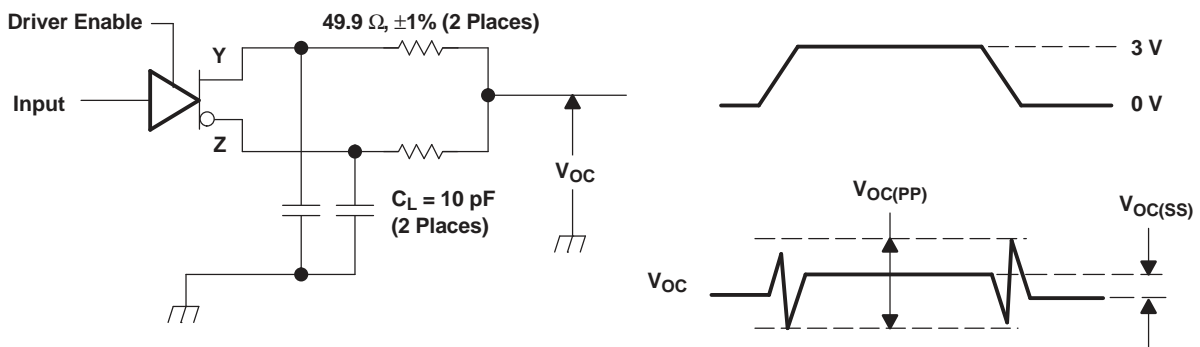 Driver Enable
49.9 Ω, ±1% (2 Places)
Y
Input
Z
V_OC
C_L = 10 pF
(2 Places)
3 V
0 V
V_OC(PP)
V_OC(SS)
V_OC